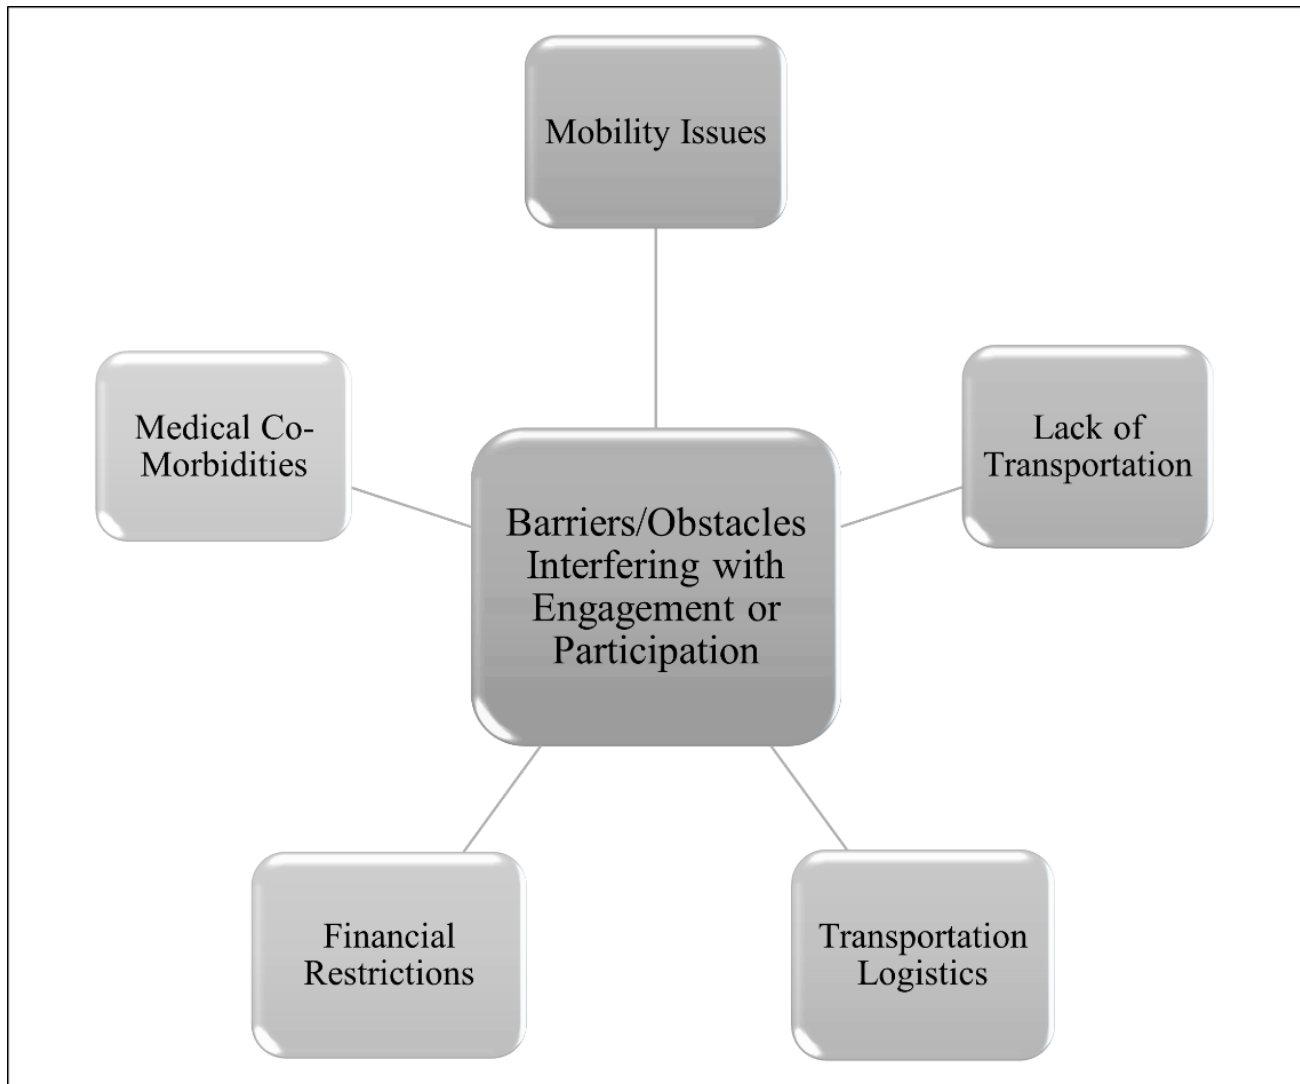 Mobility Issues
Medical Co-
Morbidities
Lack of
Transportation
Barriers/Obstacles
Interfering with
Engagement or
Participation
Financial
Restrictions
Transportation
Logistics